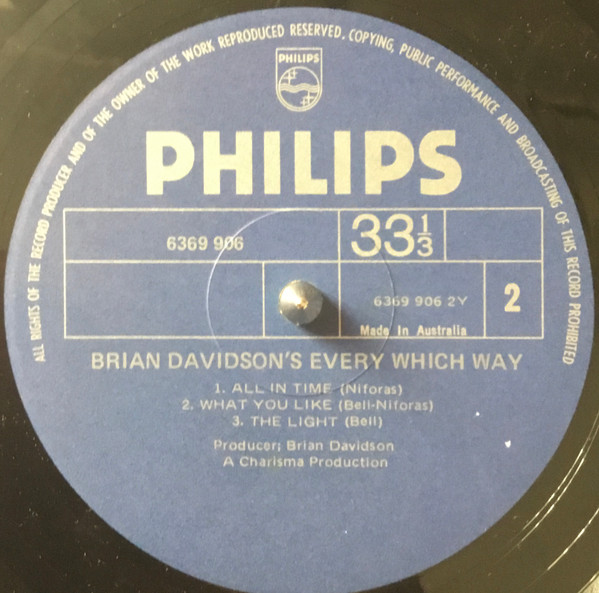 ALL RIGHTS OF THE RECORD PRODUCER AND OF THE OWNER OF THE WORK REPRODUCED RESERVED. COPYING, PUBLIC PERFORMANCE AND BROADCASTING OF THIS RECORD PROHIBITED
PHILIPS
PHILIPS
6369 906
33 1/3
6369 906 2Y
2
Made In Australia
BRIAN DAVIDSON'S EVERY WHICH WAY
1. ALL IN TIME (Niforas)
2. WHAT YOU LIKE (Bell-Niforas)
3. THE LIGHT (Bell)
Producer: Brian Davidson
A Charisma Production